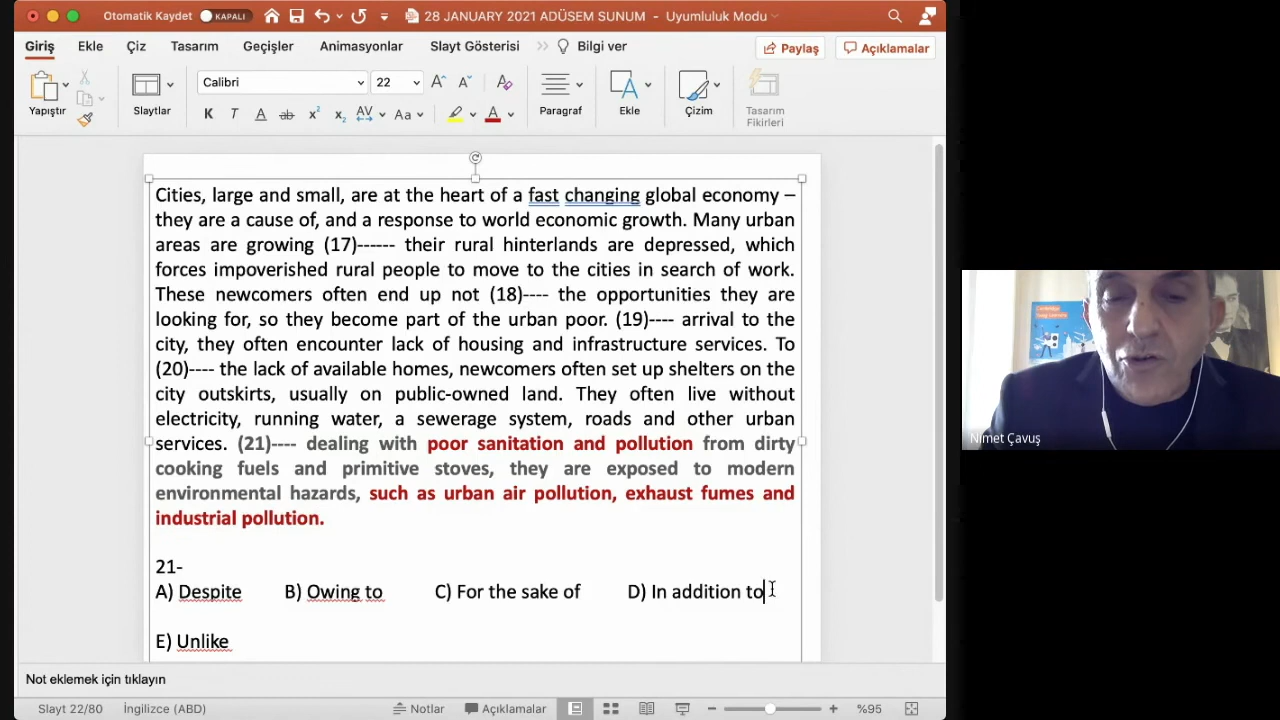 Otomatik Kaydet KAPALI 28 JANUARY 2021 ADÜSEM SUNUM - Uyumluluk Modu
Giriş Ekle Çiz Tasarım Geçişler Animasyonlar Slayt Gösterisi Bilgi ver Paylaş Açıklamalar
Calibri 22
Yapıştır Slaytlar K T A ab x² x₂ AV Aa A Paragraf Ekle Çizim Tasarım
Fikirleri
Cities, large and small, are at the heart of a fast changing global economy –
they are a cause of, and a response to world economic growth. Many urban
areas are growing (17)------ their rural hinterlands are depressed, which
forces impoverished rural people to move to the cities in search of work.
These newcomers often end up not (18)---- the opportunities they are
looking for, so they become part of the urban poor. (19)---- arrival to the
city, they often encounter lack of housing and infrastructure services. To
(20)---- the lack of available homes, newcomers often set up shelters on the
city outskirts, usually on public-owned land. They often live without
electricity, running water, a sewerage system, roads and other urban
services. (21)---- dealing with poor sanitation and pollution from dirty
cooking fuels and primitive stoves, they are exposed to modern
environmental hazards, such as urban air pollution, exhaust fumes and
industrial pollution.
21-
A) Despite B) Owing to C) For the sake of D) In addition to
E) Unlike
Not eklemek için tıklayın
Slayt 22/80 İngilizce (ABD) Notlar Açıklamalar %95
Nimet Çavuş